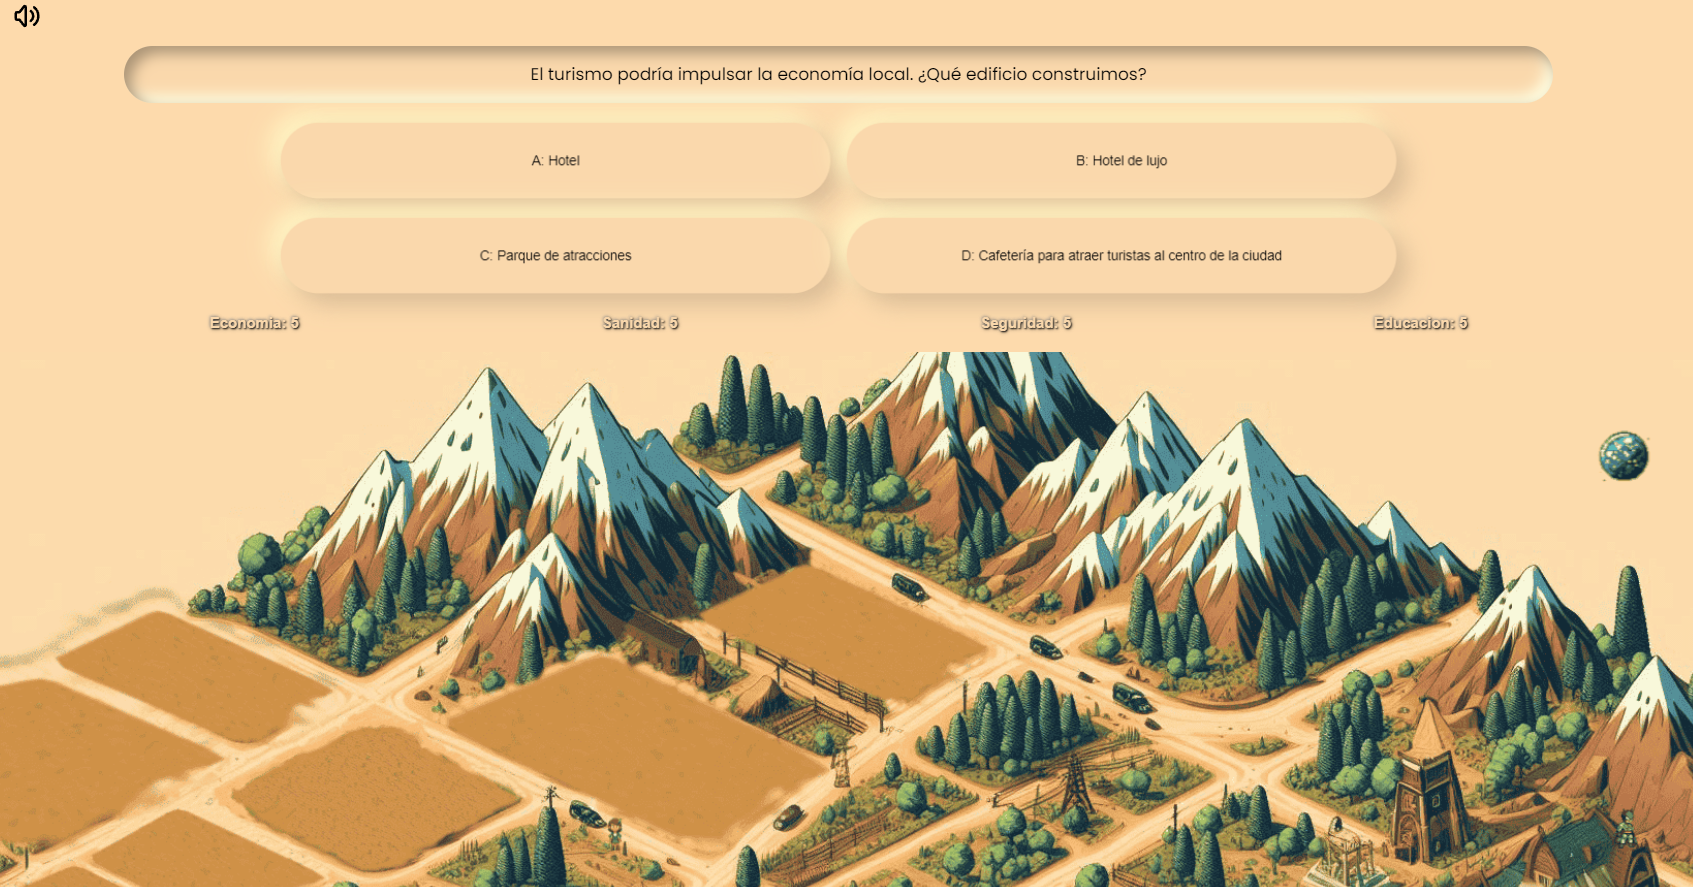 El turismo podría impulsar la economía local. ¿Qué edificio construimos?
A: Hotel
B: Hotel de lujo
C: Parque de atracciones
D: Cafetería para atraer turistas al centro de la ciudad
Economia: 5
Sanidad: 5
Seguridad: 5
Educacion: 5